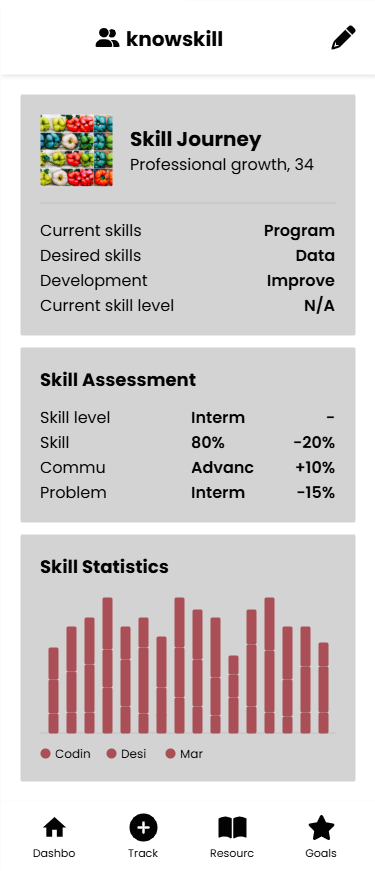 knowskill
Skill Journey
Professional growth, 34
Current skills Program
Desired skills Data
Development Improve
Current skill level N/A
Skill Assessment
Skill level Interm -
Skill 80% -20%
Commu Advanc +10%
Problem Interm -15%
Skill Statistics
Codin Desi Mar
Dashbo Track Resourc Goals